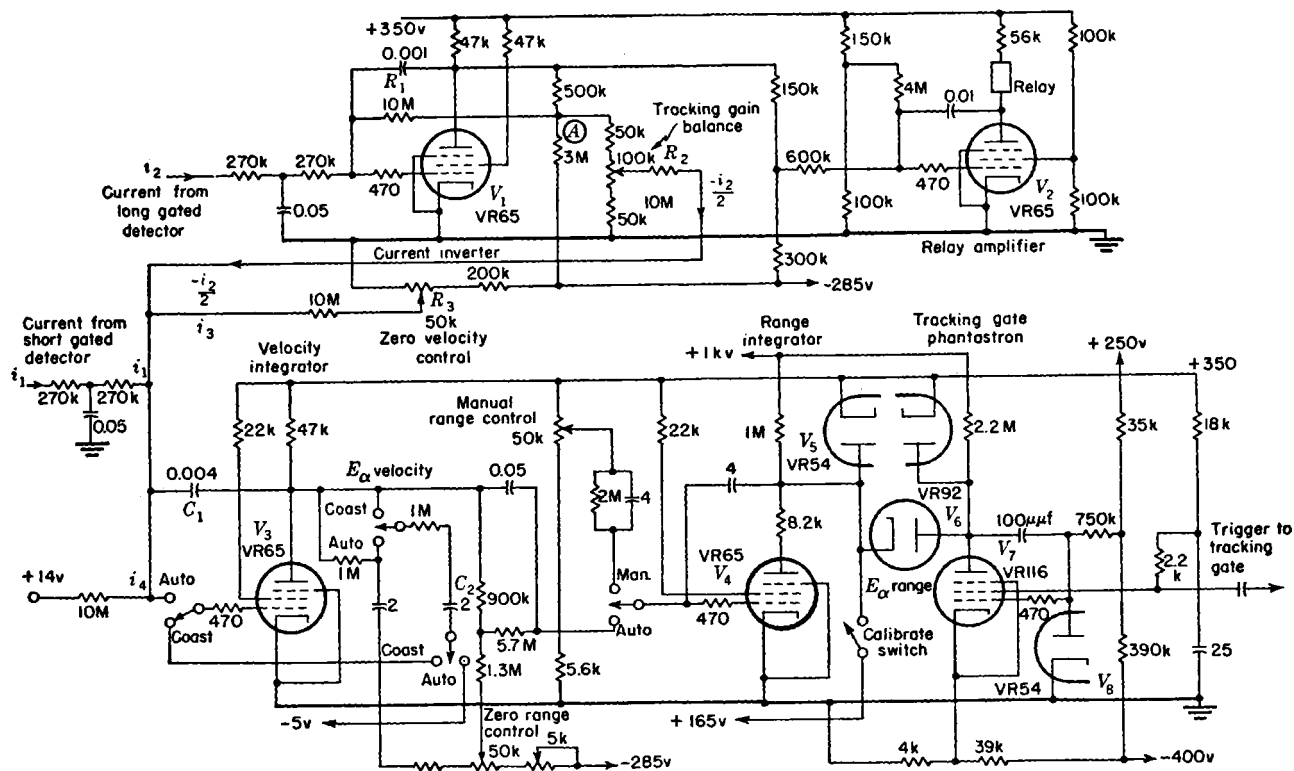 +350v
47k
47k
150k
56k
100k
0.001
R1
10M
500k
150k
4M
0.01
Relay
A
Tracking gain
balance
50k
100k
R2
3M
10M
50k
-i2/2
i2
270k
270k
470
Current from
long gated
detector
0.05
V1
VR65
600k
470
V2
VR65
100k
100k
Current inverter
Relay amplifier
300k
200k
-285v
-i2/2
i3
10M
R3
50k
Zero velocity
control
Current from
short gated
detector
i1
i1
270k
270k
0.05
Velocity
integrator
Range
integrator
Tracking gate
phantastron
+1kv
+250v
+350
22k
47k
Manual
range control
50k
22k
1M
V5
VR54
2.2M
35k
18k
0.004
C1
Eα velocity
0.05
2M
4
4
VR92
Coast
1M
V3
VR65
Auto
1M
8.2k
V6
100μμf
750k
Trigger to
tracking
gate
+14v
i4
10M
Auto
Coast
470
2
C2
2
900k
Man.
Auto
VR65
V4
470
Eα range
V7
VR116
470
2.2
k
5.7M
Coast
Auto
1.3M
5.6k
Calibrate
switch
VR54
V8
390k
25
-5v
Zero range
control
50k
5k
-285v
+165v
4k
39k
-400v